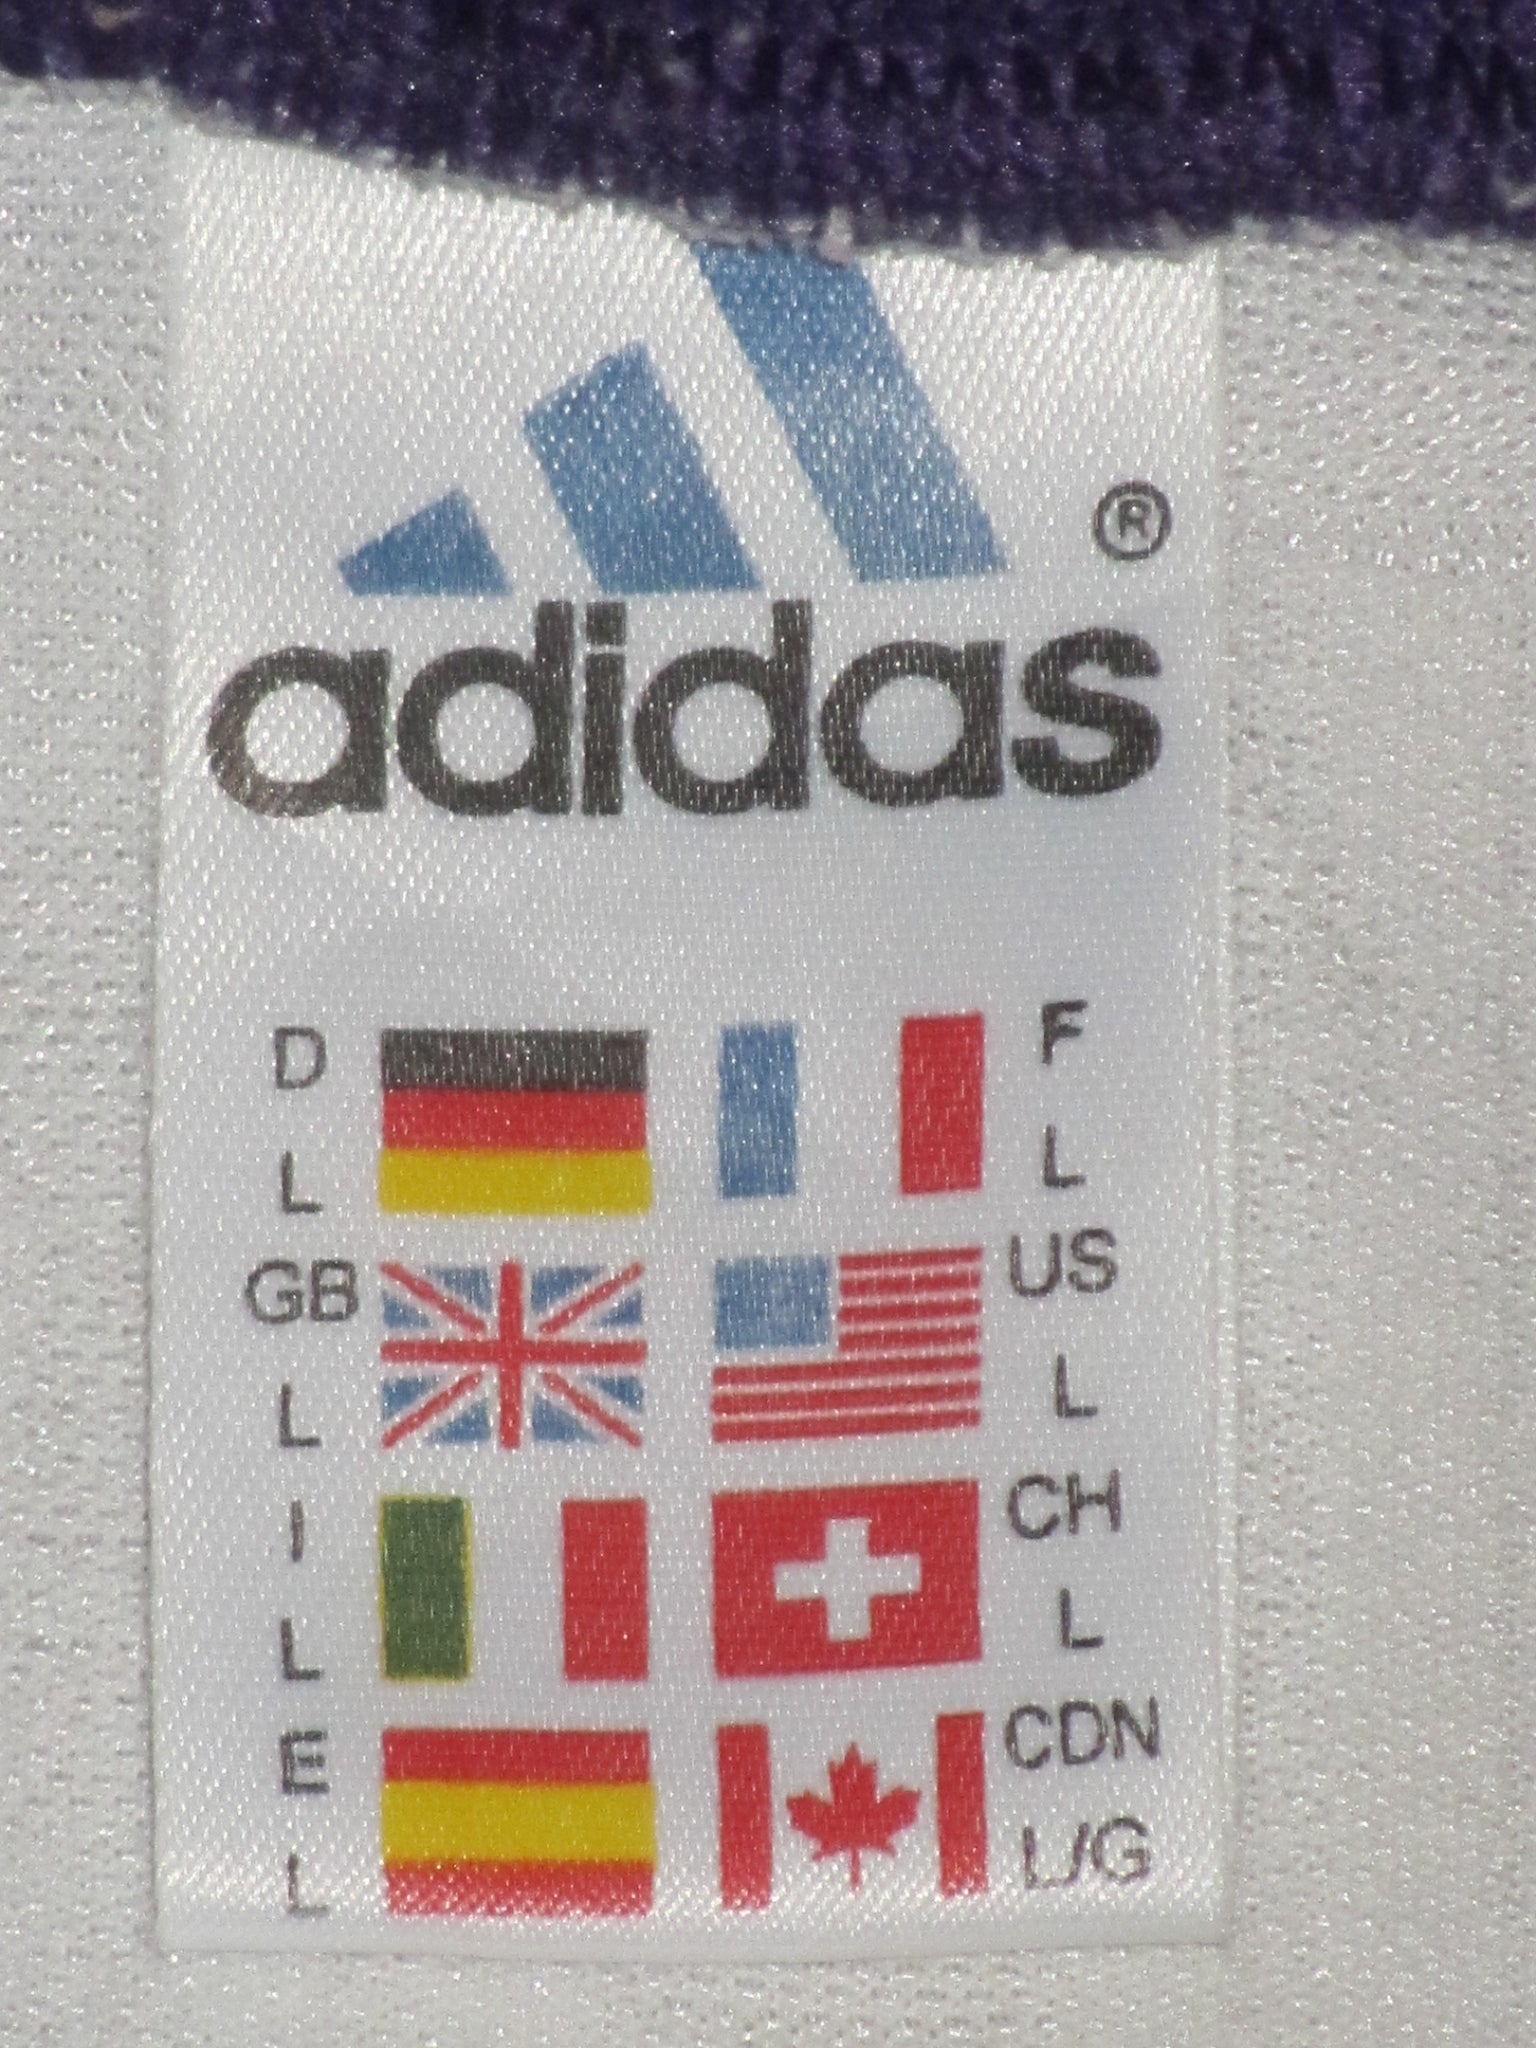 ®
adidas
D F
L L
GB US
L L
I CH
L L
E CDN
L L/G